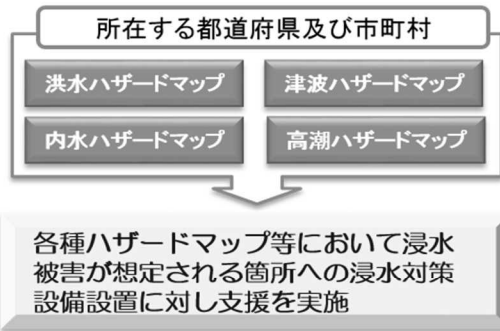 所在する都道府県及び市町村
洪水ハザードマップ
津波ハザードマップ
内水ハザードマップ
高潮ハザードマップ
各種ハザードマップ等において浸水
被害が想定される箇所への浸水対策
設備設置に対し支援を実施